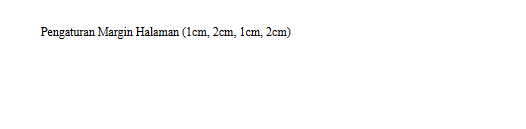 Pengaturan Margin Halaman (1cm, 2cm, 1cm, 2cm)